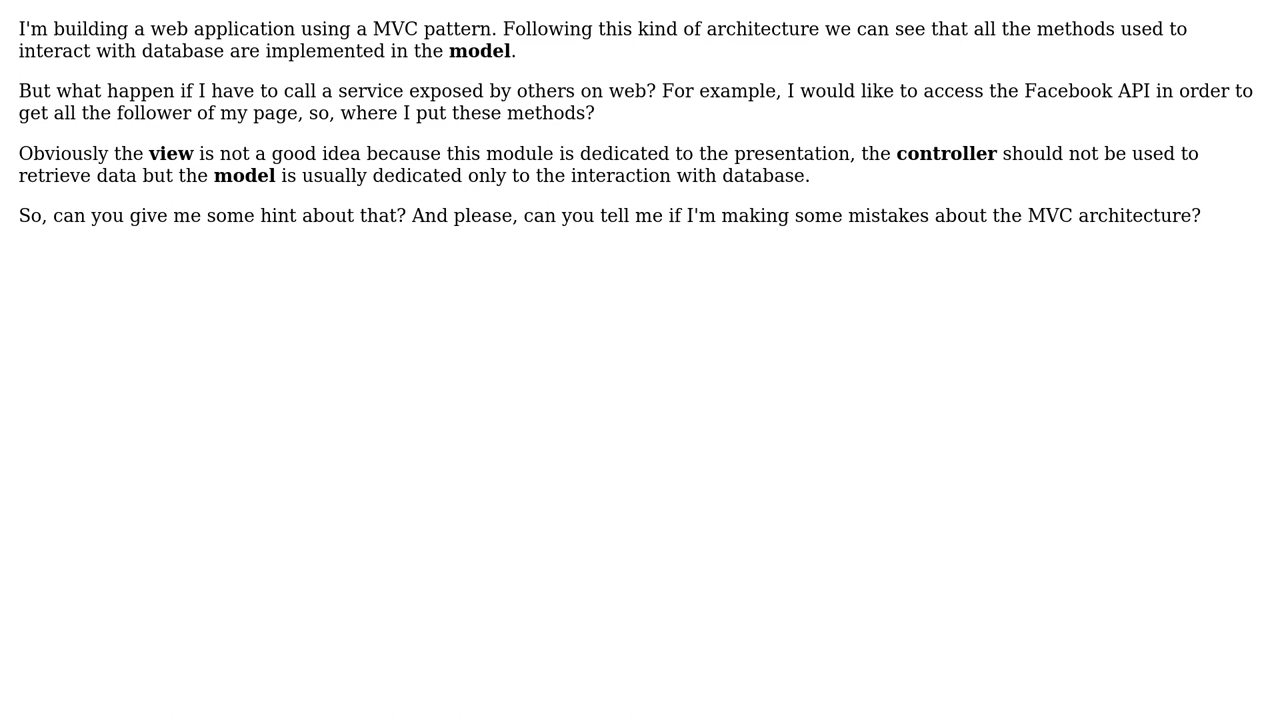 I'm building a web application using a MVC pattern. Following this kind of architecture we can see that all the methods used to
interact with database are implemented in the model.
But what happen if I have to call a service exposed by others on web? For example, I would like to access the Facebook API in order to
get all the follower of my page, so, where I put these methods?
Obviously the view is not a good idea because this module is dedicated to the presentation, the controller should not be used to
retrieve data but the model is usually dedicated only to the interaction with database.
So, can you give me some hint about that? And please, can you tell me if I'm making some mistakes about the MVC architecture?